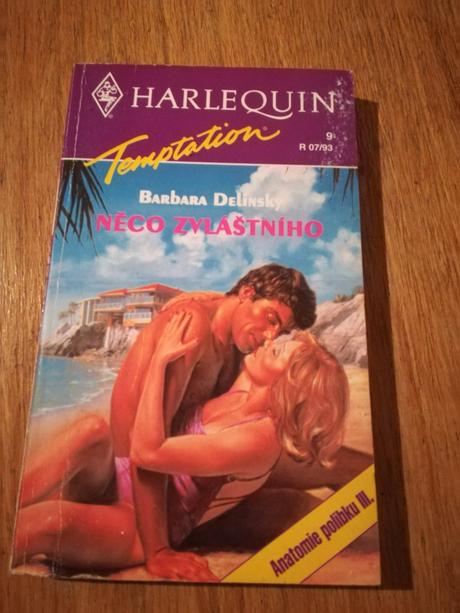 HARLEQUIN
Temptation
9
R 07/93
BARBARA DELINSKY
NĚCO ZVLÁŠTNÍHO
Anatomie polibku III.